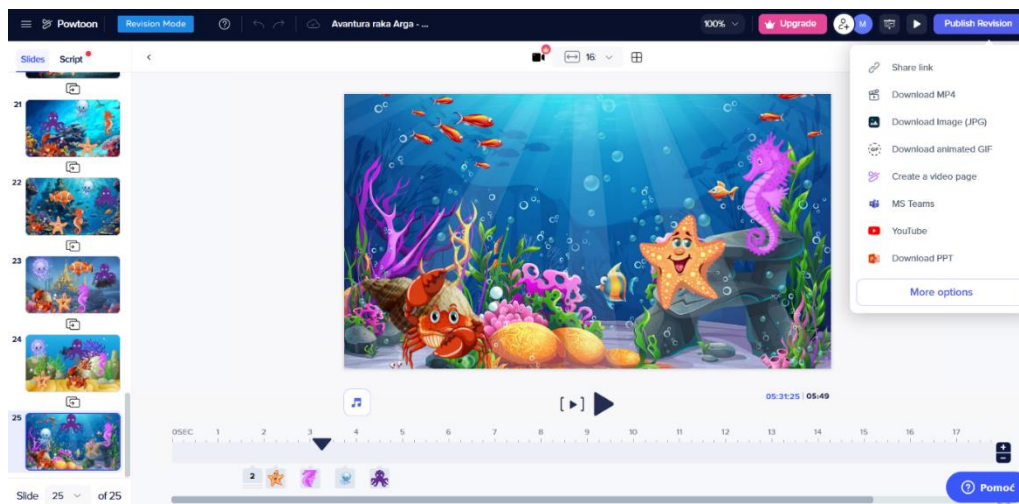 Powtoon
Revision Mode
Avantura raka Arga - ...
100%
Upgrade
M
Publish Revision
Slides
Script
16:
Share link
Download MP4
Download Image (JPG)
GIF
Download animated GIF
Create a video page
MS Teams
YouTube
Download PPT
More options
21
22
23
24
25
05:31:25 | 05:49
0SEC 1 2 3 4 5 6 7 8 9 10 11 12 13 14 15 16 17
2
Slide 25 of 25
Pomoć